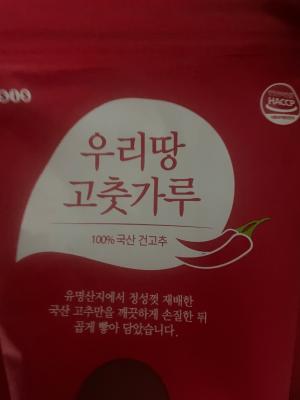 SIS
HACCP
우리땅
고춧가루
100% 국산 건고추
유명산지에서 정성껏 재배한
국산 고추만을 깨끗하게 손질한 뒤
곱게 빻아 담았습니다.